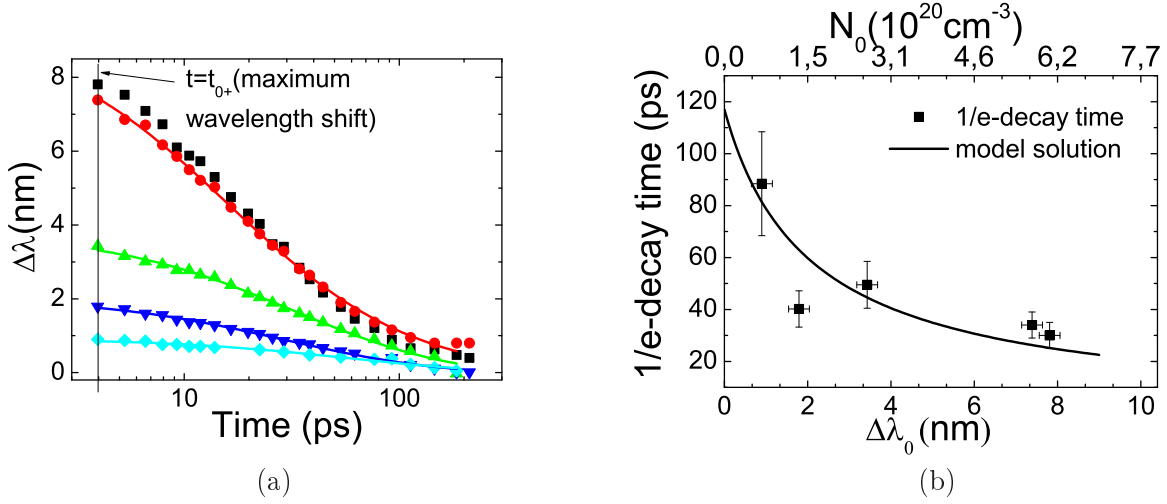 8
6
4
2
0
Δλ(nm)
t=t0+(maximum
wavelength shift)
10
100
Time (ps)
(a)
N0(10^20cm^-3)
0,0
1,5
3,1
4,6
6,2
7,7
120
100
80
60
40
20
1/e-decay time (ps)
1/e-decay time
model solution
0
2
4
6
8
10
Δλ0(nm)
(b)